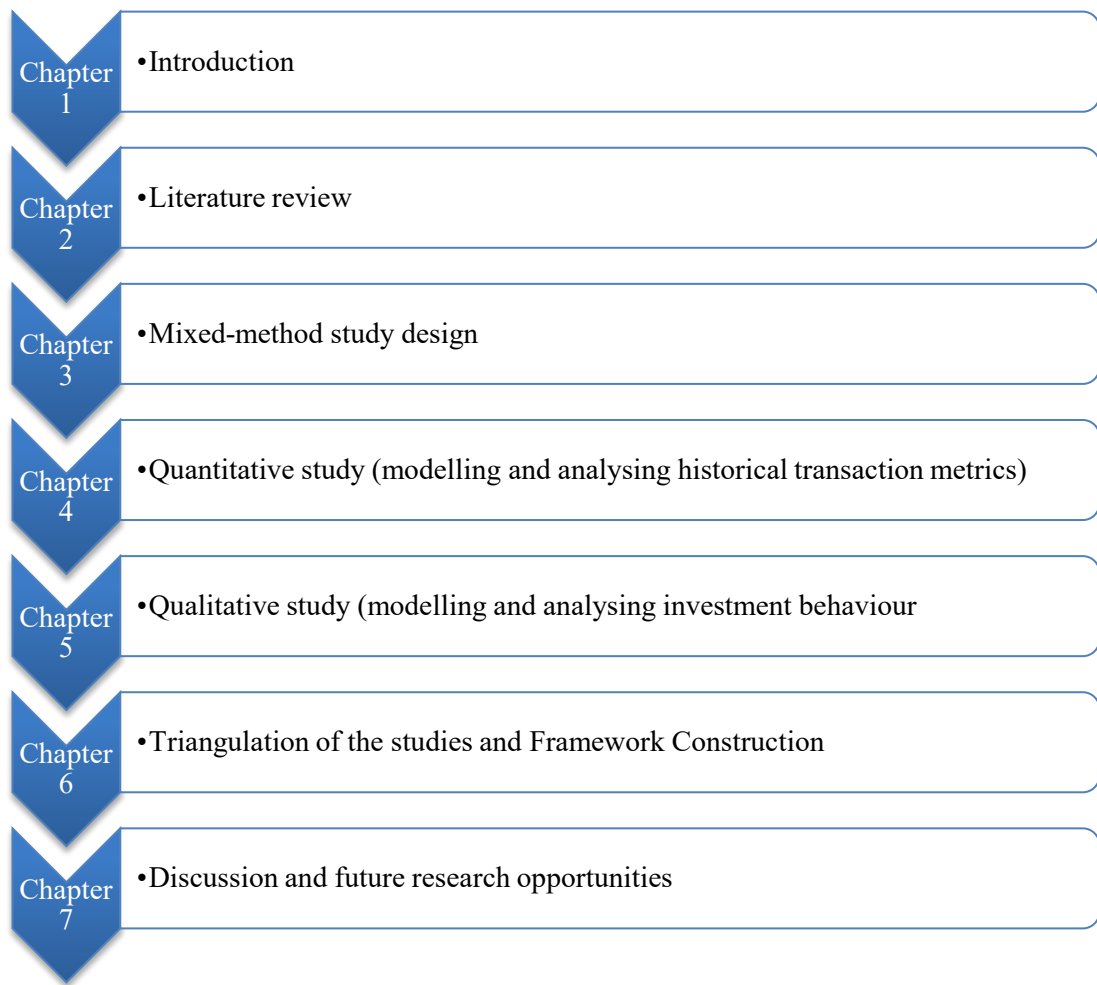 Chapter
1
•Introduction
Chapter
2
•Literature review
Chapter
3
•Mixed-method study design
Chapter
4
•Quantitative study (modelling and analysing historical transaction metrics)
Chapter
5
•Qualitative study (modelling and analysing investment behaviour
Chapter
6
•Triangulation of the studies and Framework Construction
Chapter
7
•Discussion and future research opportunities